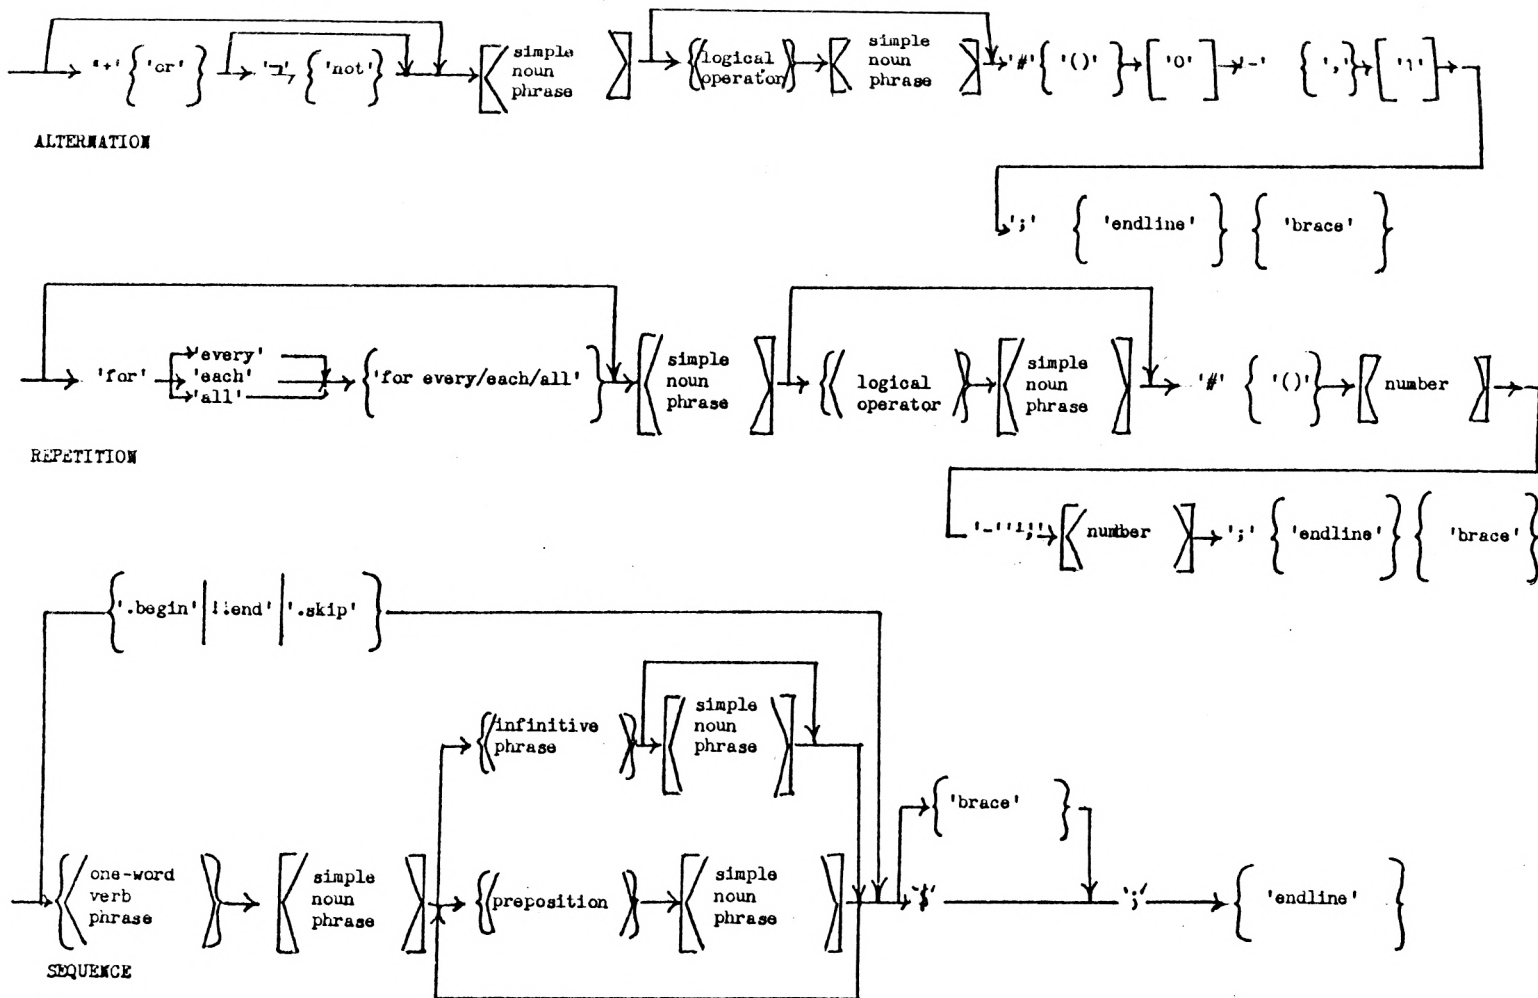 '+' { 'or' } '¬' { 'not' } simple noun phrase logical operator simple noun phrase '#' { '()' } [ '0' ] '-' { ',' } [ '1' ]
ALTERNATION
';' { 'endline' } { 'brace' }
'for' 'every' 'each' 'all' { 'for every/each/all' } simple noun phrase logical operator simple noun phrase '#' { '()' } number
REPETITION
number ';' { 'endline' } { 'brace' }
{ '.begin' | '.end' | '.skip' }
infinitive phrase simple noun phrase
{ 'brace' }
one-word verb phrase simple noun phrase preposition simple noun phrase ';' { 'endline' }
SEQUENCE